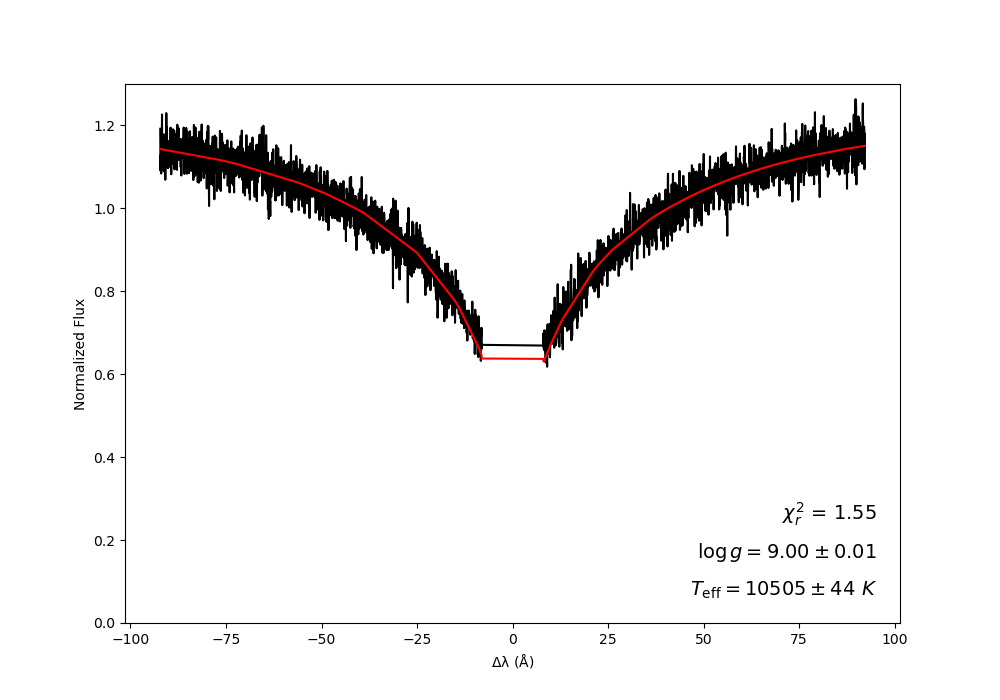 1.2
1.0
0.8
0.6
0.4
0.2
0.0
Normalized Flux
χ²ᵣ = 1.55
log g = 9.00 ± 0.01
T_eff = 10505 ± 44 K
−100 −75 −50 −25 0 25 50 75 100
Δλ (Å)